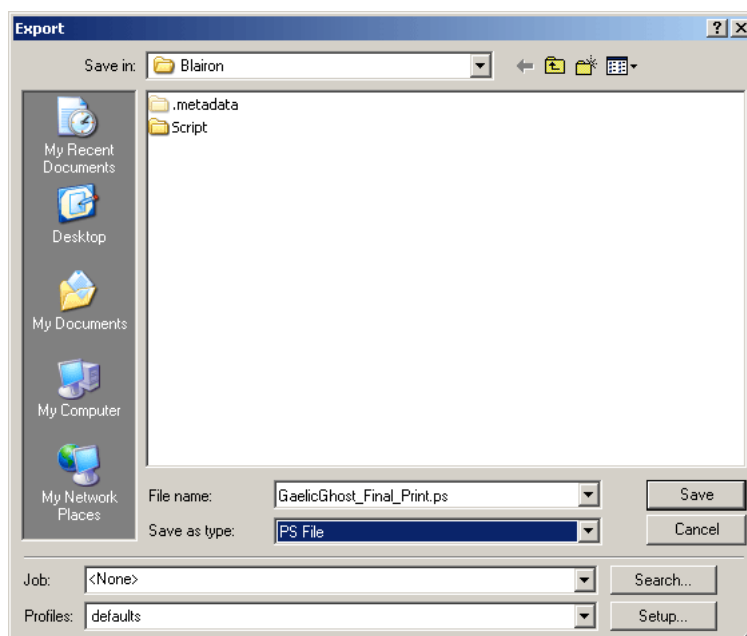 Export
Save in: Blairon
.metadata
Script
My Recent
Documents
Desktop
My Documents
My Computer
My Network
Places
File name: GaelicGhost_Final_Print.ps Save
Save as type: PS File Cancel
Job: <None> Search...
Profiles: defaults Setup...